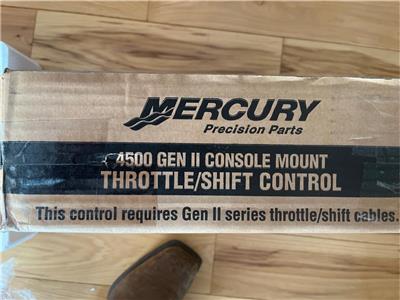 MERCURY
Precision Parts
4500 GEN II CONSOLE MOUNT
THROTTLE/SHIFT CONTROL
This control requires Gen II series throttle/shift cables.